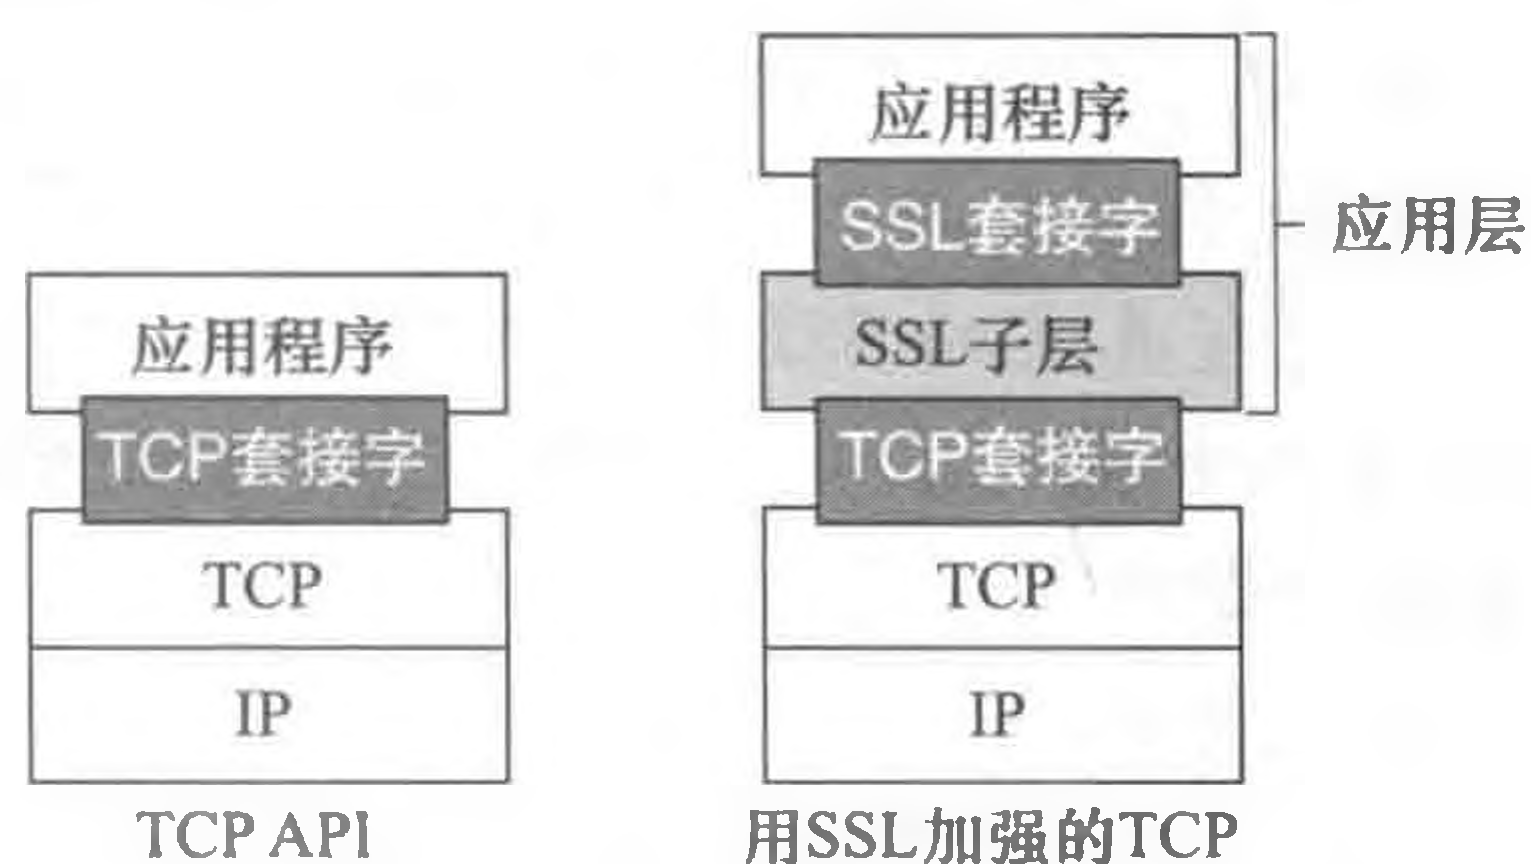 应用程序
TCP套接字
TCP
IP
TCP API
应用程序
SSL套接字
SSL子层
TCP套接字
TCP
IP
用SSL加强的TCP
应用层